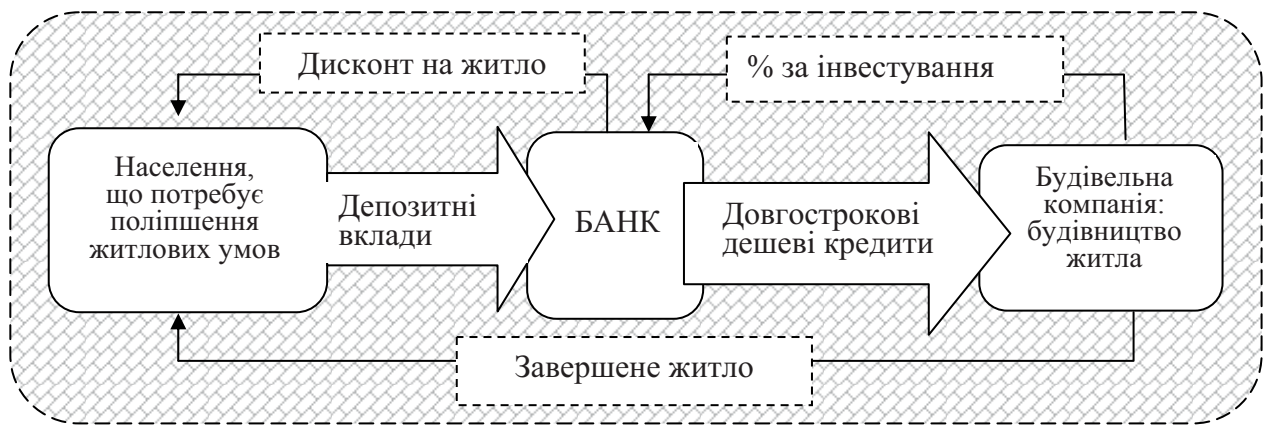 Дисконт на житло
% за інвестування
Населення,
що потребує
поліпшення
житлових умов
Депозитні
вклади
БАНК
Довгострокові
дешеві кредити
Будівельна
компанія:
будівництво
житла
Завершене житло